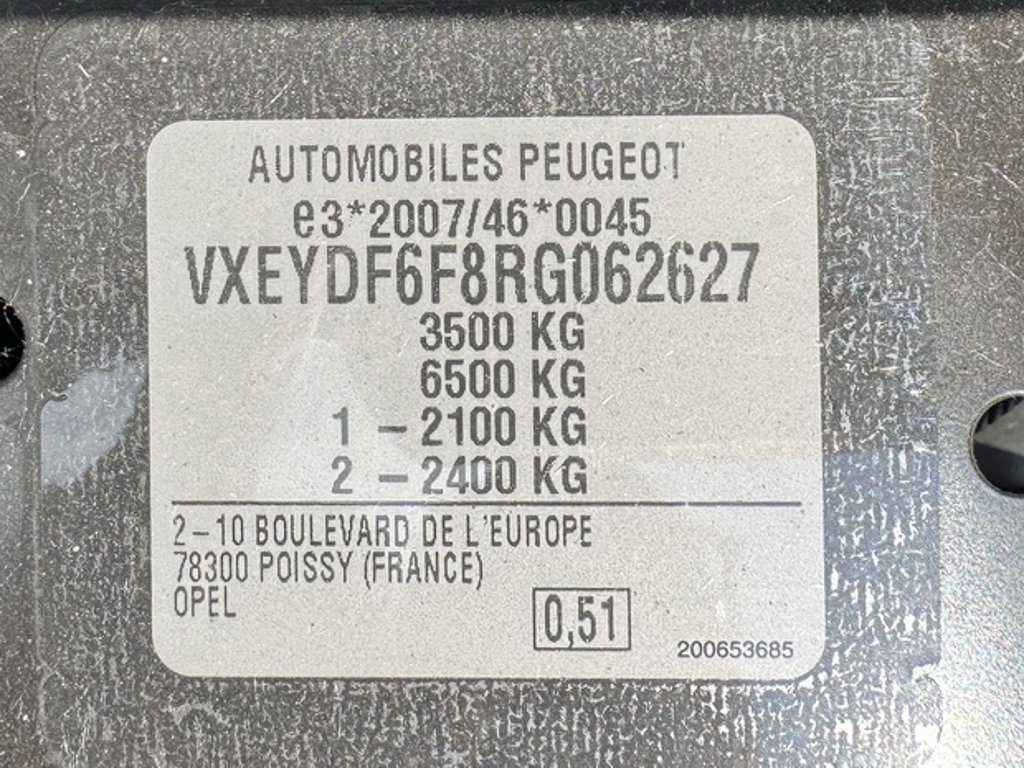 AUTOMOBILES PEUGEOT
e3*2007/46*0045
VXEYDF6F8RG062627
3500 KG
6500 KG
1 – 2100 KG
2 – 2400 KG
2–10 BOULEVARD DE L'EUROPE
78300 POISSY (FRANCE)
OPEL
0,51
200653685